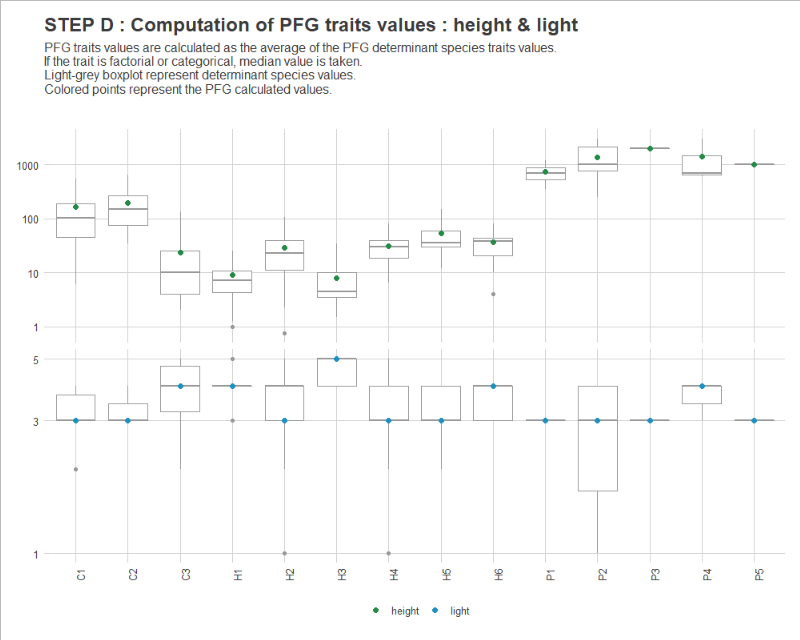 STEP D : Computation of PFG traits values : height & light
PFG traits values are calculated as the average of the PFG determinant species traits values.
If the trait is factorial or categorical, median value is taken.
Light-grey boxplot represent determinant species values.
Colored points represent the PFG calculated values.
1000
100
10
1
5
3
1
C1 C2 C3 H1 H2 H3 H4 H5 H6 P1 P2 P3 P4 P5
height light